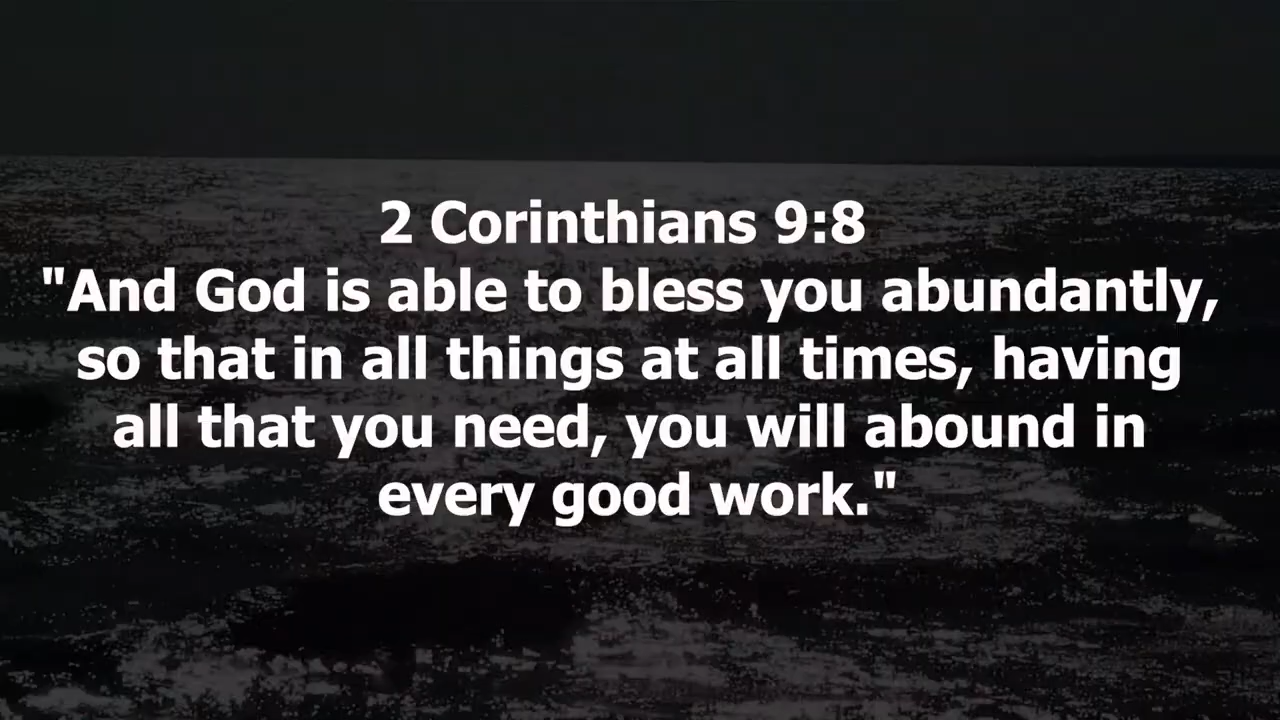 2 Corinthians 9:8
"And God is able to bless you abundantly,
so that in all things at all times, having
all that you need, you will abound in
every good work."